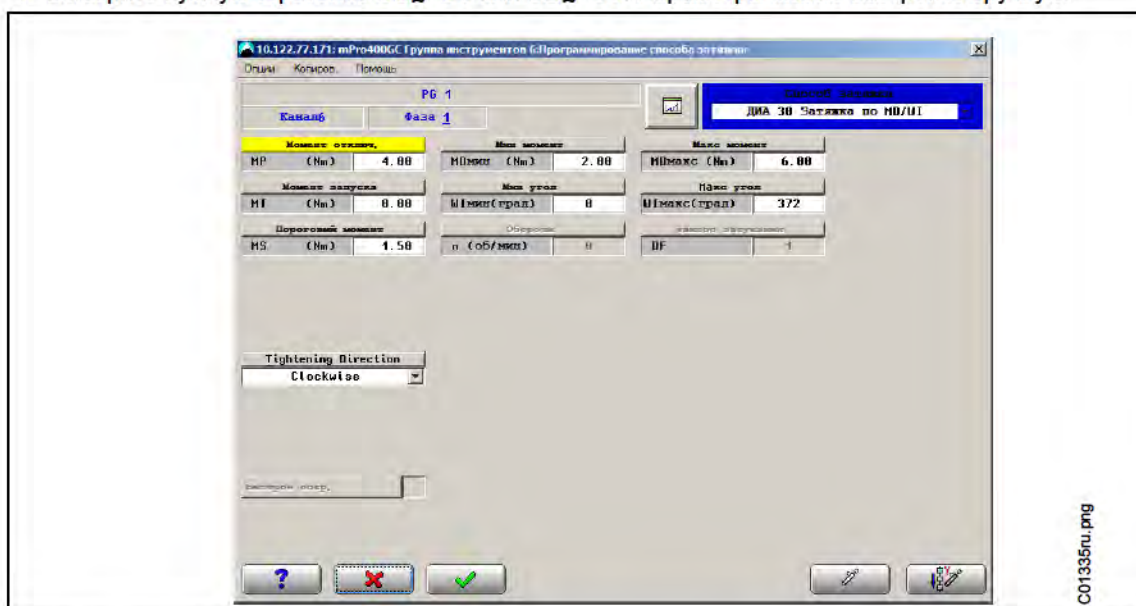 10.122.77.171: mPro400GC Группа инструментов 6:Программирование способа затяжки
Опции Копиров. Помощь
PG 1
Канал6 Фаза 1
ДИА 30 Затяжка по MD/WI
Момент отключ. Мин момент Макс момент
MP (Nm) 4.00 MDмин (Nm) 2.00 MDмакс (Nm) 6.00
Момент запуска Мин угол Макс угол
MI (Nm) 0.00 WIмин(град) 0 WIмакс(град) 372
Пороговый момент Обороты
MS (Nm) 1.50 n (об/мин) 0 DF 1
Tightening Direction
Clockwise
C01335ru.png